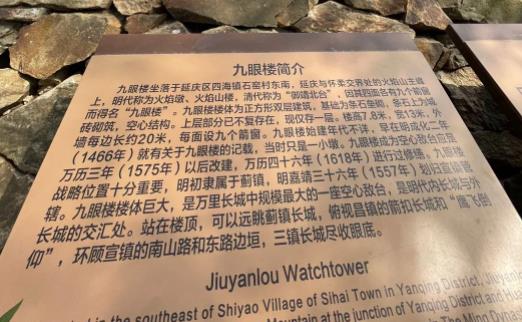 九眼楼简介
九眼楼坐落于延庆区四海镇石窑村东南,延庆与怀柔交界处的火焰山主峰
上,明代称为火焰墩、火焰山楼,清代称为“御靖北台”,因其四面各有九个箭窗
而得名“九眼楼”。九眼楼楼体为正方形双层建筑,基础为条石垒砌,条石上为城
砖砌筑,空心结构。上层部分已不复存在,现仅存一层。楼高7.8米,宽13米,外
墙每边长约20米,每面设九个箭窗。九眼楼始建年代不详,早在明成化二年
(1466年)就有关于九眼楼的记载,当时只是一小墩。九眼楼成为空心敌台应是
万历三年(1575年)以后改建,万历四十六年(1618年)进行过修缮。九眼楼
战略位置十分重要,明初隶属于蓟镇,明嘉靖三十六年(1557年)划归宣镇管
辖。九眼楼楼体巨大,是万里长城中规模最大的一座空心敌台,是明代内长城与外
长城的交汇处。站在楼顶,可以远眺蓟镇长城,俯视昌镇的箭扣长城和“鹰飞倒
仰”,环顾宣镇的南山路和东路边垣,三镇长城尽收眼底。
Jiuyanlou Watchtower
in the southeast of Shiyao Village of Sihai Town in Yanqing District, Jiuyanl
Mountain at the junction of Yanqing District and Hua
Ming Dynas